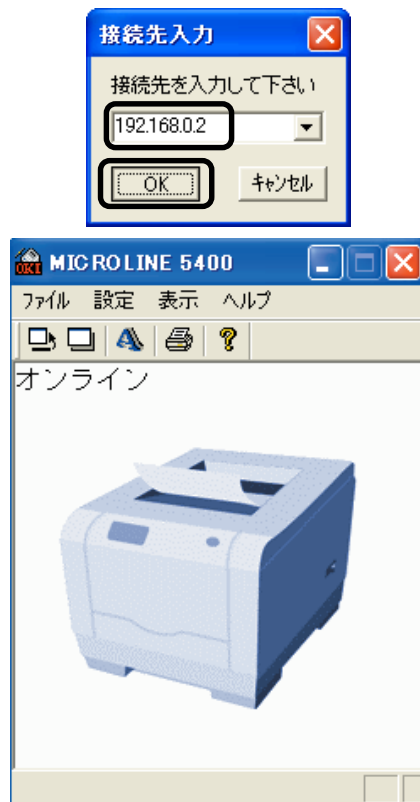 接続先入力
接続先を入力して下さい
192.168.0.2
OK キャンセル
OKI MICROLINE 5400
ファイル 設定 表示 ヘルプ
A ?
オンライン